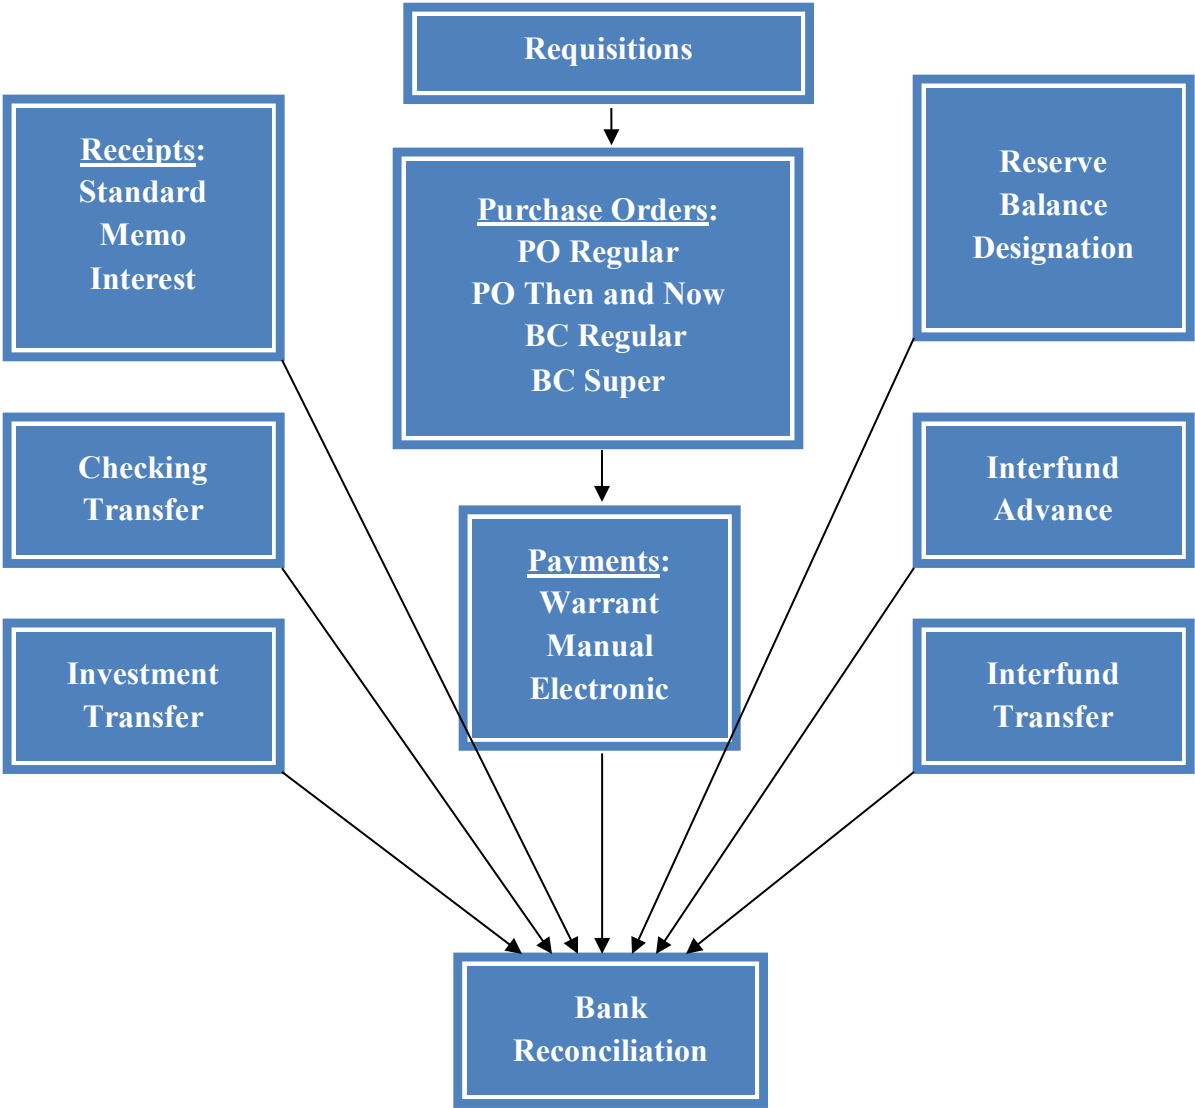 Requisitions
Receipts:
Standard
Memo
Interest
Purchase Orders:
PO Regular
PO Then and Now
BC Regular
BC Super
Reserve
Balance
Designation
Checking
Transfer
Payments:
Warrant
Manual
Electronic
Interfund
Advance
Investment
Transfer
Interfund
Transfer
Bank
Reconciliation